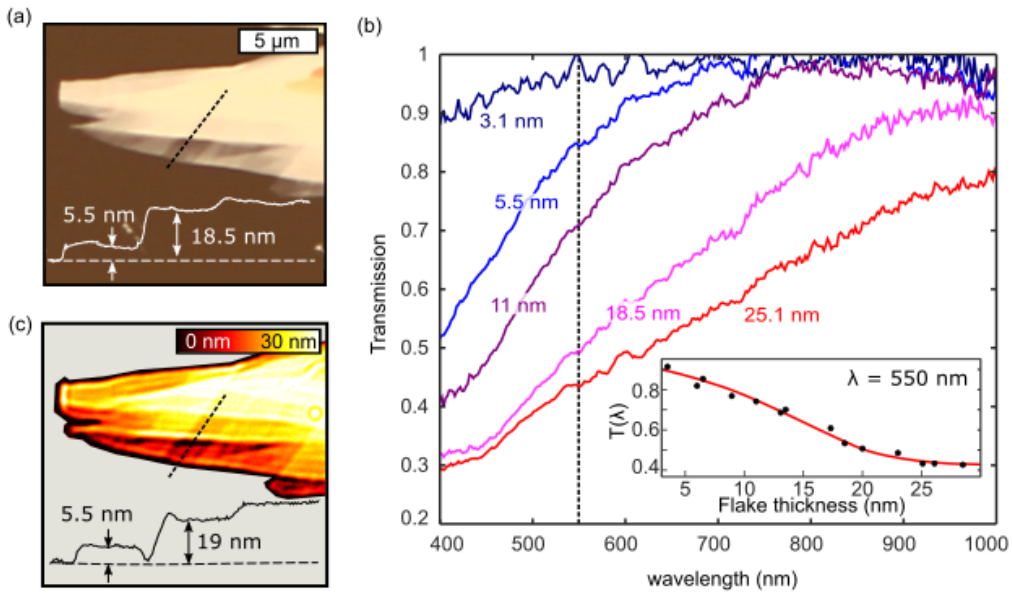 (a)
5 μm
5.5 nm
18.5 nm
(b)
Transmission
1
0.9
0.8
0.7
0.6
0.5
0.4
0.3
0.2
3.1 nm
5.5 nm
11 nm
18.5 nm
25.1 nm
400
500
600
700
800
900
1000
wavelength (nm)
λ = 550 nm
T(λ)
0.8
0.6
0.4
5
10
15
20
25
Flake thickness (nm)
(c)
0 nm 30 nm
5.5 nm
19 nm